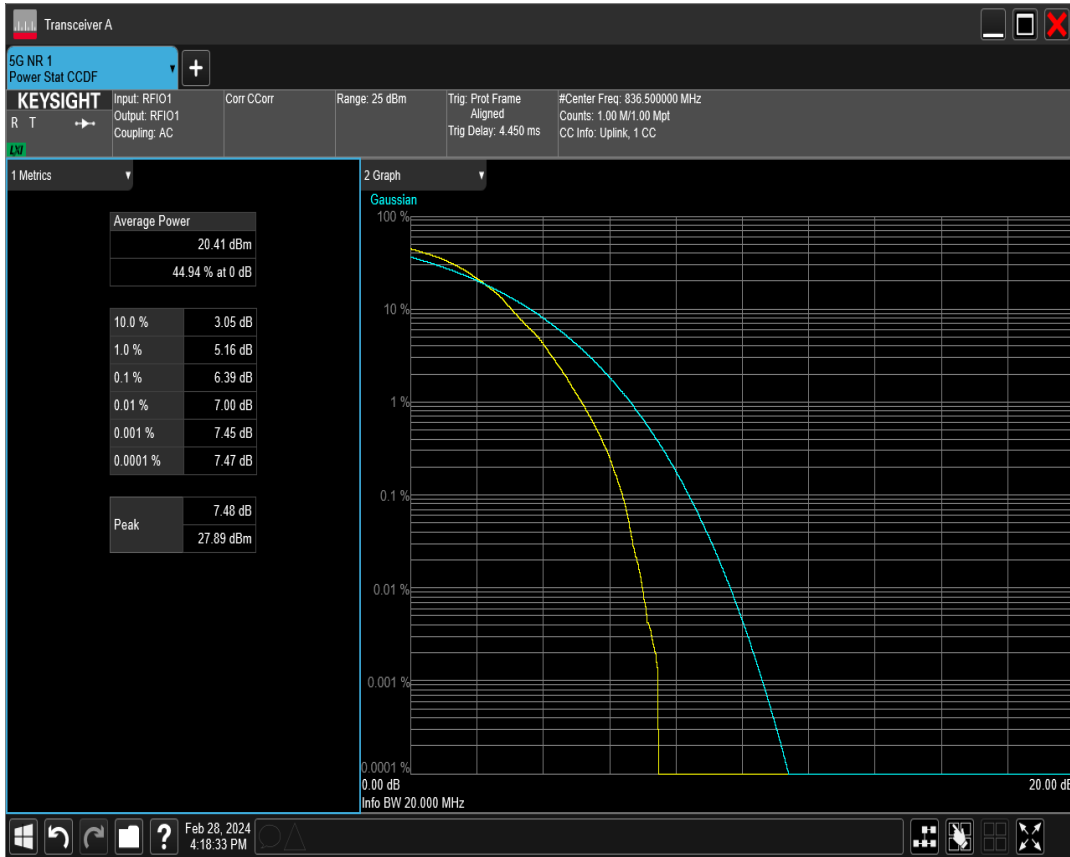 Transceiver A
5G NR 1
Power Stat CCDF
KEYSIGHT
R T
LXI
Input: RFIO1
Output: RFIO1
Coupling: AC
Corr CCorr
Range: 25 dBm
Trig: Prot Frame
Aligned
Trig Delay: 4.450 ms
#Center Freq: 836.500000 MHz
Counts: 1.00 M/1.00 Mpt
CC Info: Uplink, 1 CC
1 Metrics
Average Power
20.41 dBm
44.94 % at 0 dB
10.0 % 3.05 dB
1.0 % 5.16 dB
0.1 % 6.39 dB
0.01 % 7.00 dB
0.001 % 7.45 dB
0.0001 % 7.47 dB
Peak 7.48 dB
27.89 dBm
2 Graph
Gaussian
100 %
10 %
1 %
0.1 %
0.01 %
0.001 %
0.0001 %
0.00 dB 20.00 dB
Info BW 20.000 MHz
? Feb 28, 2024
4:18:33 PM